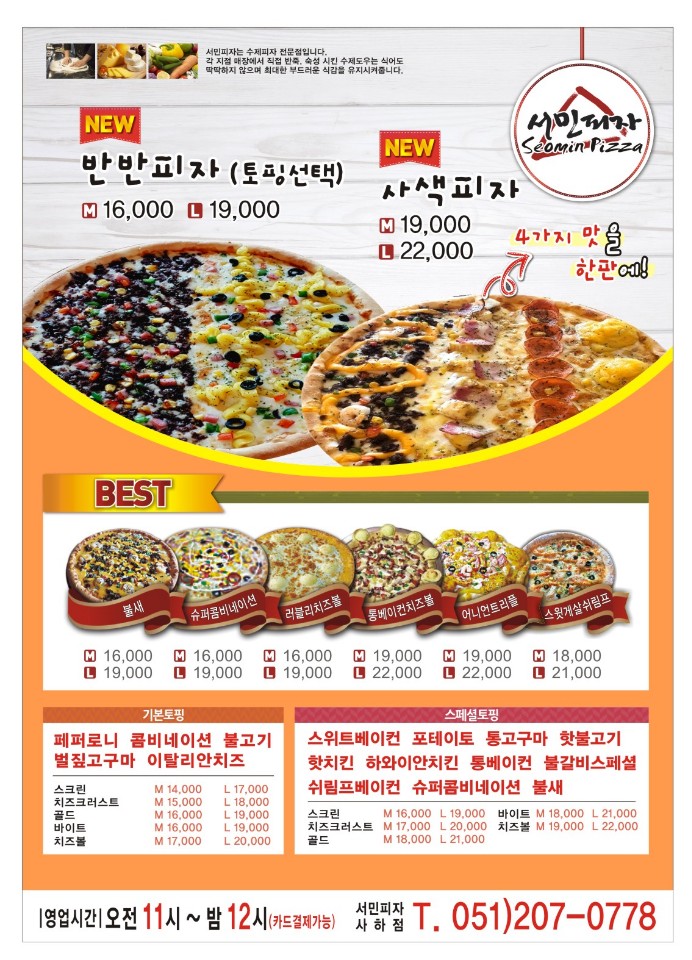 서민피자는 수제피자 전문점입니다.
각 지점 매장에서 직접 반죽, 숙성 시킨 수제도우는 식어도
딱딱하지 않으며 최대한 부드러운 식감을 유지시켜줍니다.
서민피자
Seomin Pizza
NEW
반반피자 (토핑선택)
M 16,000 L 19,000
NEW
사색피자
M 19,000
L 22,000
4가지 맛을
한판에!
BEST
불새 슈퍼콤비네이션 러블리치즈볼 통베이컨치즈볼 어니언트리플 스윗게살쉬림프
M 16,000 M 16,000 M 16,000 M 19,000 M 19,000 M 18,000
L 19,000 L 19,000 L 19,000 L 22,000 L 22,000 L 21,000
기본토핑
페퍼로니 콤비네이션 불고기
벌짚고구마 이탈리안치즈
스크린 M 14,000 L 17,000
치즈크러스트 M 15,000 L 18,000
골드 M 16,000 L 19,000
바이트 M 16,000 L 19,000
치즈볼 M 17,000 L 20,000
스페셜토핑
스위트베이컨 포테이토 통고구마 핫불고기
핫치킨 하와이안치킨 통베이컨 불갈비스페셜
쉬림프베이컨 슈퍼콤비네이션 불새
스크린 M 16,000 L 19,000 바이트 M 18,000 L 21,000
치즈크러스트 M 17,000 L 20,000 치즈볼 M 19,000 L 22,000
골드 M 18,000 L 21,000
|영업시간| 오전 11시 ~ 밤 12시(카드결제가능)
서민피자
사하점
T. 051)207-0778